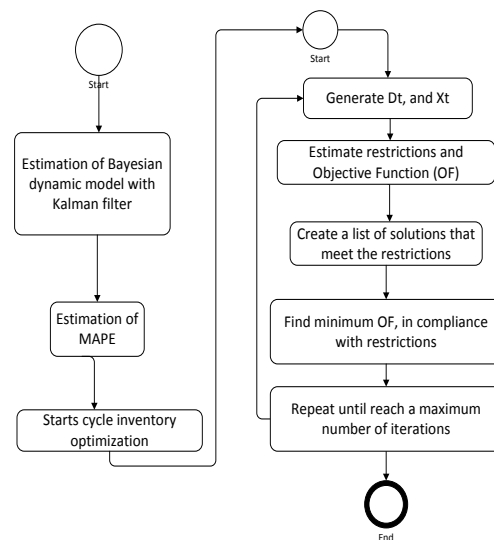 Start
Estimation of Bayesian
dynamic model with
Kalman filter
Estimation of
MAPE
Starts cycle inventory
optimization
Start
Generate Dt, and Xt
Estimate restrictions and
Objective Function (OF)
Create a list of solutions that
meet the restrictions
Find minimum OF, in compliance
with restrictions
Repeat until reach a maximum
number of iterations
End